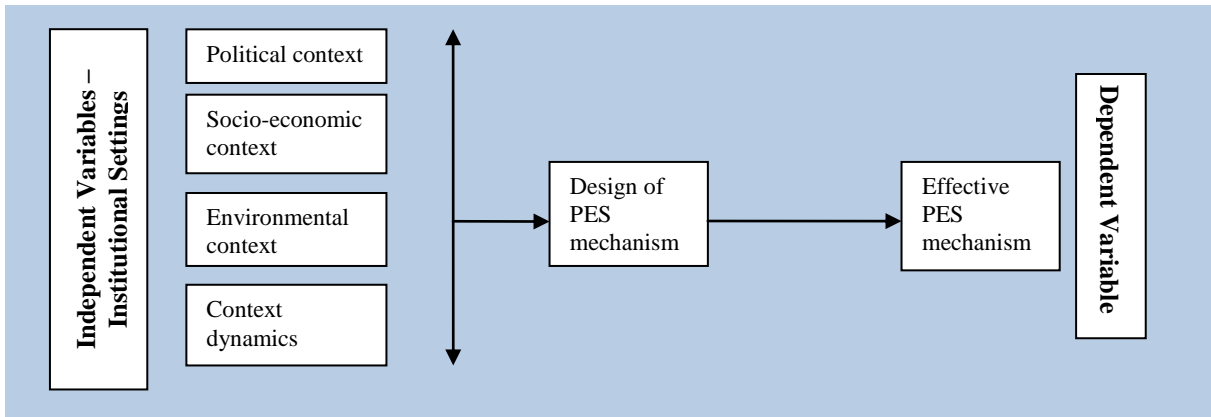 Independent Variables –
Institutional Settings
Political context
Socio-economic
context
Environmental
context
Context
dynamics
Design of
PES
mechanism
Effective
PES
mechanism
Dependent Variable